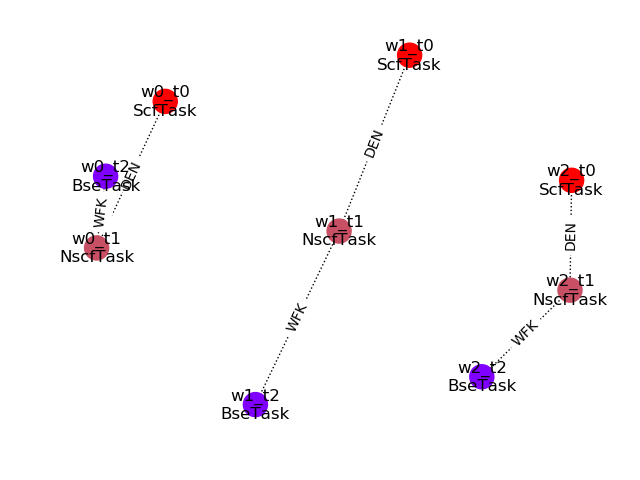 w0_t0
ScfTask
w0_t2
BseTask
DEN
WFK
w0_t1
NscfTask
w1_t0
ScfTask
DEN
w1_t1
NscfTask
WFK
w1_t2
BseTask
w2_t0
ScfTask
DEN
w2_t1
NscfTask
WFK
w2_t2
BseTask